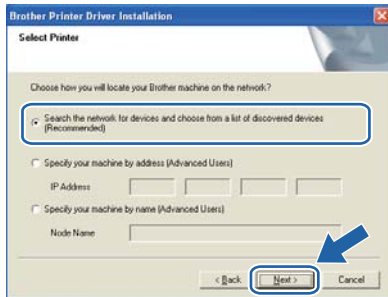 Brother Printer Driver Installation
Select Printer
Choose how you will locate your Brother machine on the network?
Search the network for devices and choose from a list of discovered devices
(Recommended)
Specify your machine by address (Advanced Users)
IP Address
Specify your machine by name (Advanced Users)
Node Name
< Back
Next >
Cancel